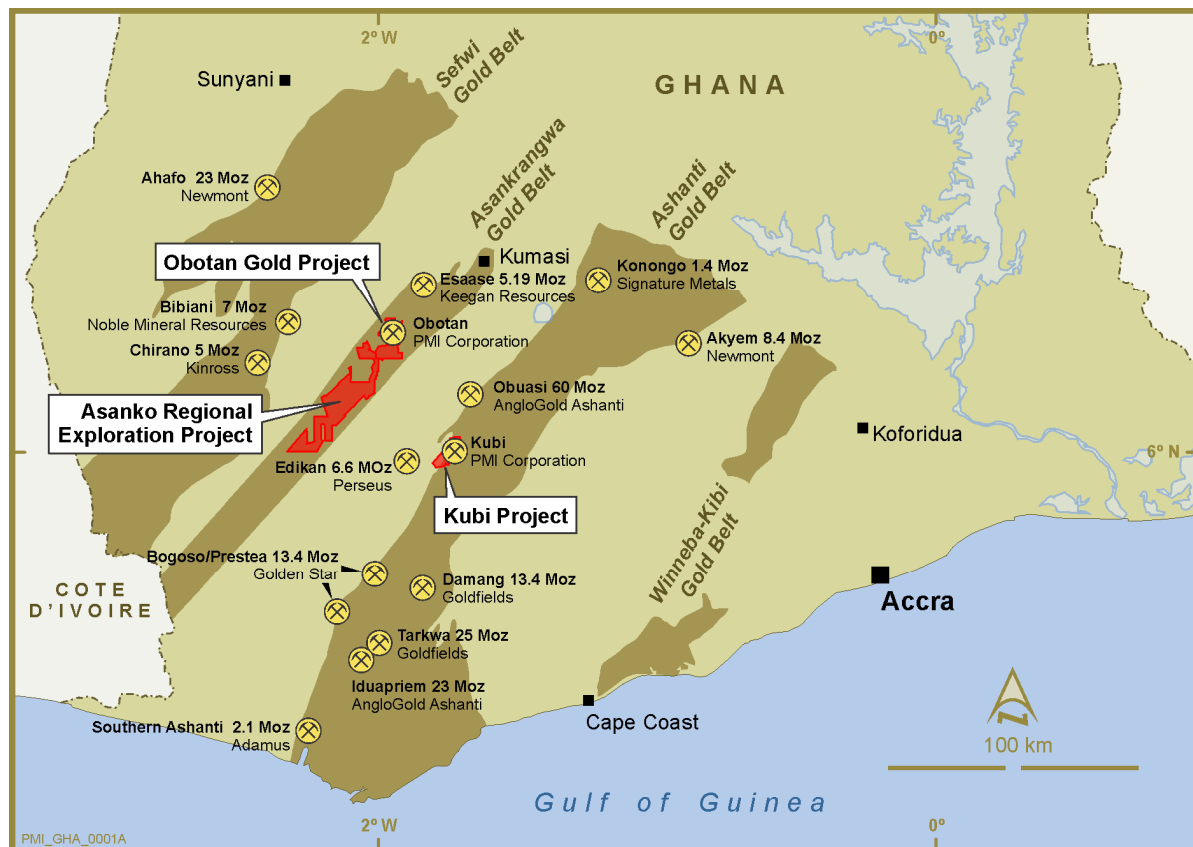 2° W
0°
Sunyani
Sefwi
Gold Belt
GHANA
Asankrangwa
Gold Belt
Ashanti
Gold Belt
Ahafo 23 Moz
Newmont
Obotan Gold Project
Kumasi
Esaase 5.19 Moz
Keegan Resources
Konongo 1.4 Moz
Signature Metals
Bibiani 7 Moz
Noble Mineral Resources
Obotan
PMI Corporation
Akyem 8.4 Moz
Newmont
Chirano 5 Moz
Kinross
Obuasi 60 Moz
AngloGold Ashanti
Asanko Regional
Exploration Project
Koforidua
Kubi
PMI Corporation
6° N
Edikan 6.6 MOz
Perseus
Kubi Project
Winneba-Kibi
Gold Belt
Bogoso/Prestea 13.4 Moz
Golden Star
COTE
D'IVOIRE
Damang 13.4 Moz
Goldfields
Accra
Tarkwa 25 Moz
Goldfields
Iduapriem 23 Moz
AngloGold Ashanti
Southern Ashanti 2.1 Moz
Adamus
Cape Coast
N
100 km
Gulf of Guinea
PMI_GHA_0001A
2° W
0°